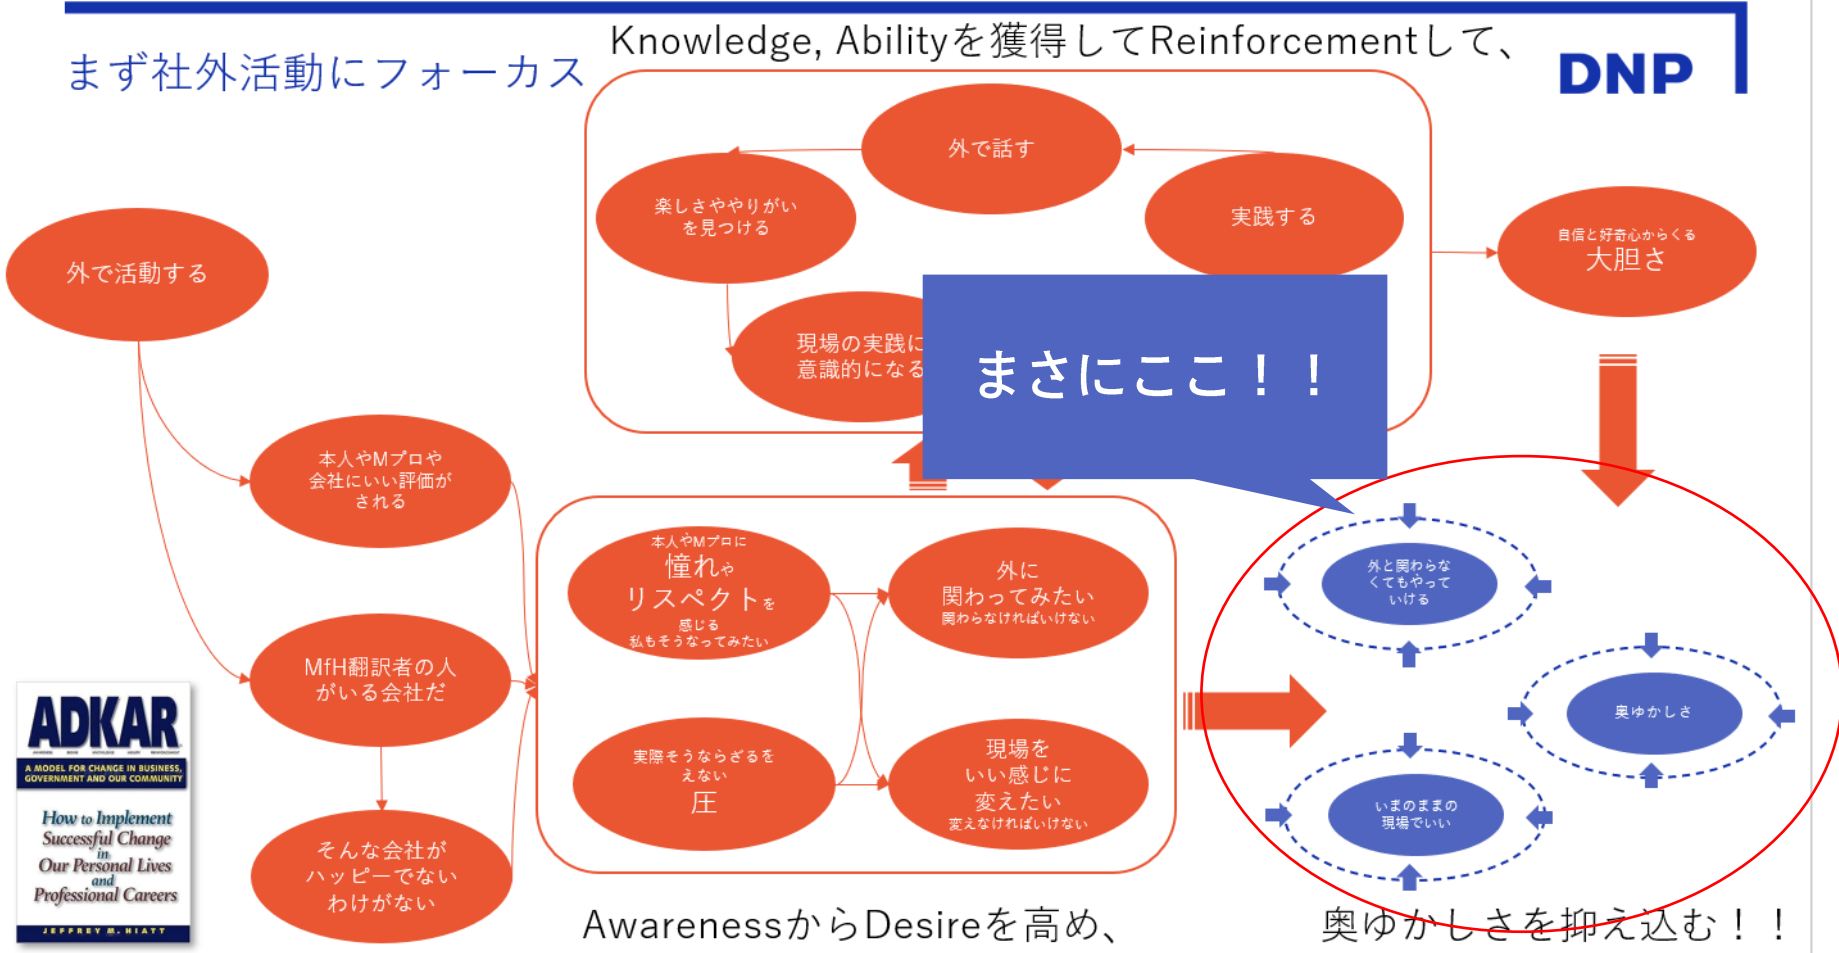 まず社外活動にフォーカス
Knowledge, Abilityを獲得してReinforcementして、
DNP
外で話す
楽しさややりがい
を見つける
実践する
自信と好奇心からくる
大胆さ
外で活動する
現場の実践に
意識的になる
まさにここ！！
本人やMプロや
会社にいい評価が
される
本人やMプロに
憧れや
リスペクトを
感じる
私もそうなってみたい
外に
関わってみたい
関わらなければいけない
外と関わらな
くてもやって
いける
MfH翻訳者の人
がいる会社だ
奥ゆかしさ
実際そうならざるを
えない
圧
現場を
いい感じに
変えたい
変えなければいけない
いまのままの
現場でいい
そんな会社が
ハッピーでない
わけがない
ADKAR
AWARENESS DESIRE KNOWLEDGE ABILITY REINFORCEMENT
A MODEL FOR CHANGE IN BUSINESS,
GOVERNMENT AND OUR COMMUNITY
How to Implement
Successful Change
in
Our Personal Lives
and
Professional Careers
JEFFREY M. HIATT
AwarenessからDesireを高め、
奥ゆかしさを抑え込む！！